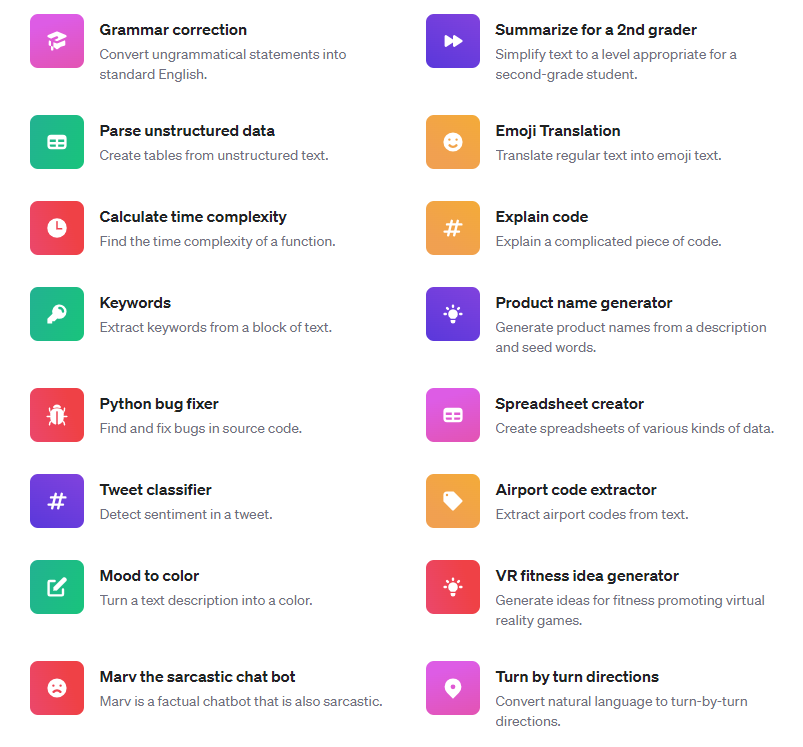 Grammar correction
Convert ungrammatical statements into
standard English.
Summarize for a 2nd grader
Simplify text to a level appropriate for a
second-grade student.
Parse unstructured data
Create tables from unstructured text.
Emoji Translation
Translate regular text into emoji text.
Calculate time complexity
Find the time complexity of a function.
Explain code
Explain a complicated piece of code.
Keywords
Extract keywords from a block of text.
Product name generator
Generate product names from a description
and seed words.
Python bug fixer
Find and fix bugs in source code.
Spreadsheet creator
Create spreadsheets of various kinds of data.
Tweet classifier
Detect sentiment in a tweet.
Airport code extractor
Extract airport codes from text.
Mood to color
Turn a text description into a color.
VR fitness idea generator
Generate ideas for fitness promoting virtual
reality games.
Marv the sarcastic chat bot
Marv is a factual chatbot that is also sarcastic.
Turn by turn directions
Convert natural language to turn-by-turn
directions.